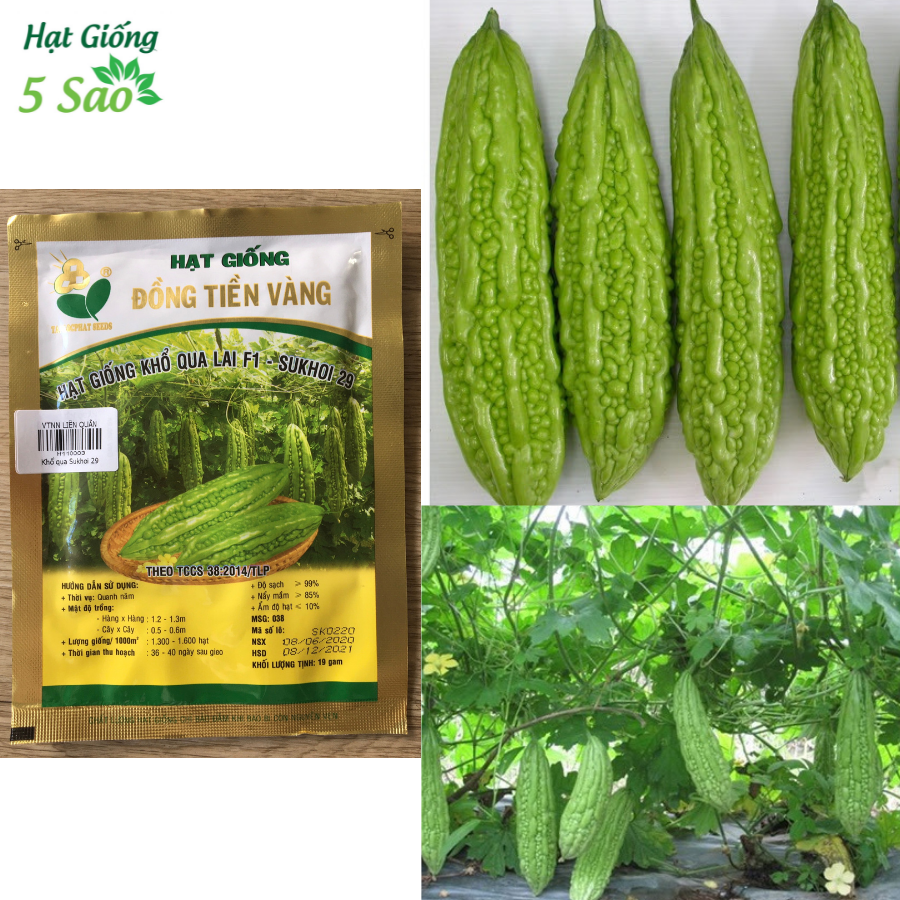 Hạt Giống
5 Sao
HẠT GIỐNG
ĐỒNG TIỀN VÀNG
HẠT GIỐNG KHỔ QUA LAI F1 - SUKHOI 29
VTNN LIÊN QUÂN
Khổ qua Sukhoi 29
THEO TCCS 38:2014/TLP
HƯỚNG DẪN SỬ DỤNG:
+ Thời vụ: Quanh năm
+ Mật độ trồng:
- Hàng x Hàng : 1.2 - 1.3m
- Cây x Cây : 0.5 - 0.6m
+ Lượng giống/ 1000m² : 1.300 - 1.600 hạt
+ Thời gian thu hoạch : 36 - 40 ngày sau gieo
+ Độ sạch ≥ 99%
+ Nẩy mầm ≥ 85%
+ Ẩm độ hạt ≤ 10%
MSG: 038
Mã số lô: SK0220
NSX 08/06/2020
HSD 08/12/2021
KHỐI LƯỢNG TỊNH: 19 gam